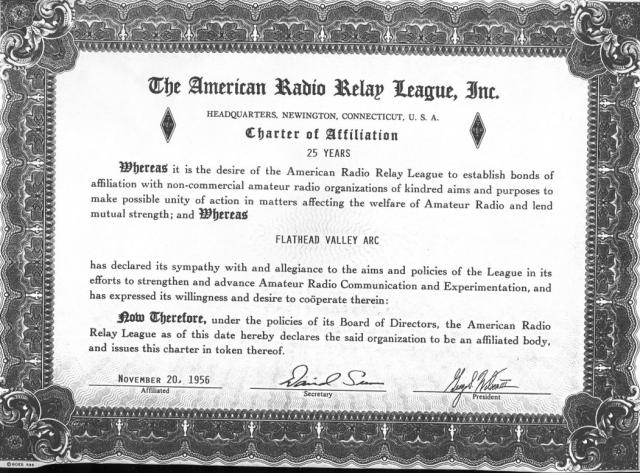 The American Radio Relay League, Inc.
HEADQUARTERS, NEWINGTON, CONNECTICUT, U. S. A.
Charter of Affiliation
25 YEARS
Whereas it is the desire of the American Radio Relay League to establish bonds of
affiliation with non-commercial amateur radio organizations of kindred aims and purposes to
make possible unity of action in matters affecting the welfare of Amateur Radio and lend
mutual strength; and Whereas
FLATHEAD VALLEY ARC
has declared its sympathy with and allegiance to the aims and policies of the League in its
efforts to strengthen and advance Amateur Radio Communication and Experimentation, and
has expressed its willingness and desire to coöperate therein:
Now Therefore, under the policies of its Board of Directors, the American Radio
Relay League as of this date hereby declares the said organization to be an affiliated body,
and issues this charter in token thereof.
NOVEMBER 20, 1956
Affiliated
David
Secretary
President